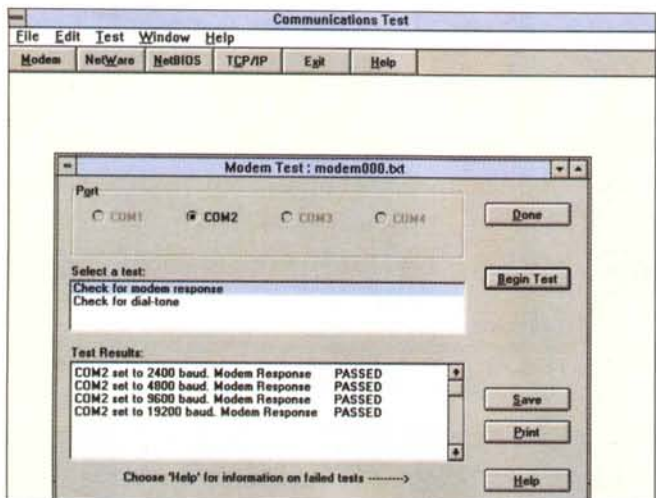 Communications Test
File Edit Test Window Help
Modem NetWare NetBIOS TCP/IP Exit Help
Modem Test : modem000.txt
Port
COM1 COM2 COM3 COM4
Done
Select a test:
Check for modem response
Check for dial-tone
Begin Test
Test Results:
COM2 set to 2400 baud. Modem Response PASSED
COM2 set to 4800 baud. Modem Response PASSED
COM2 set to 9600 baud. Modem Response PASSED
COM2 set to 19200 baud. Modem Response PASSED
Save
Print
Choose 'Help' for information on failed tests -------->
Help